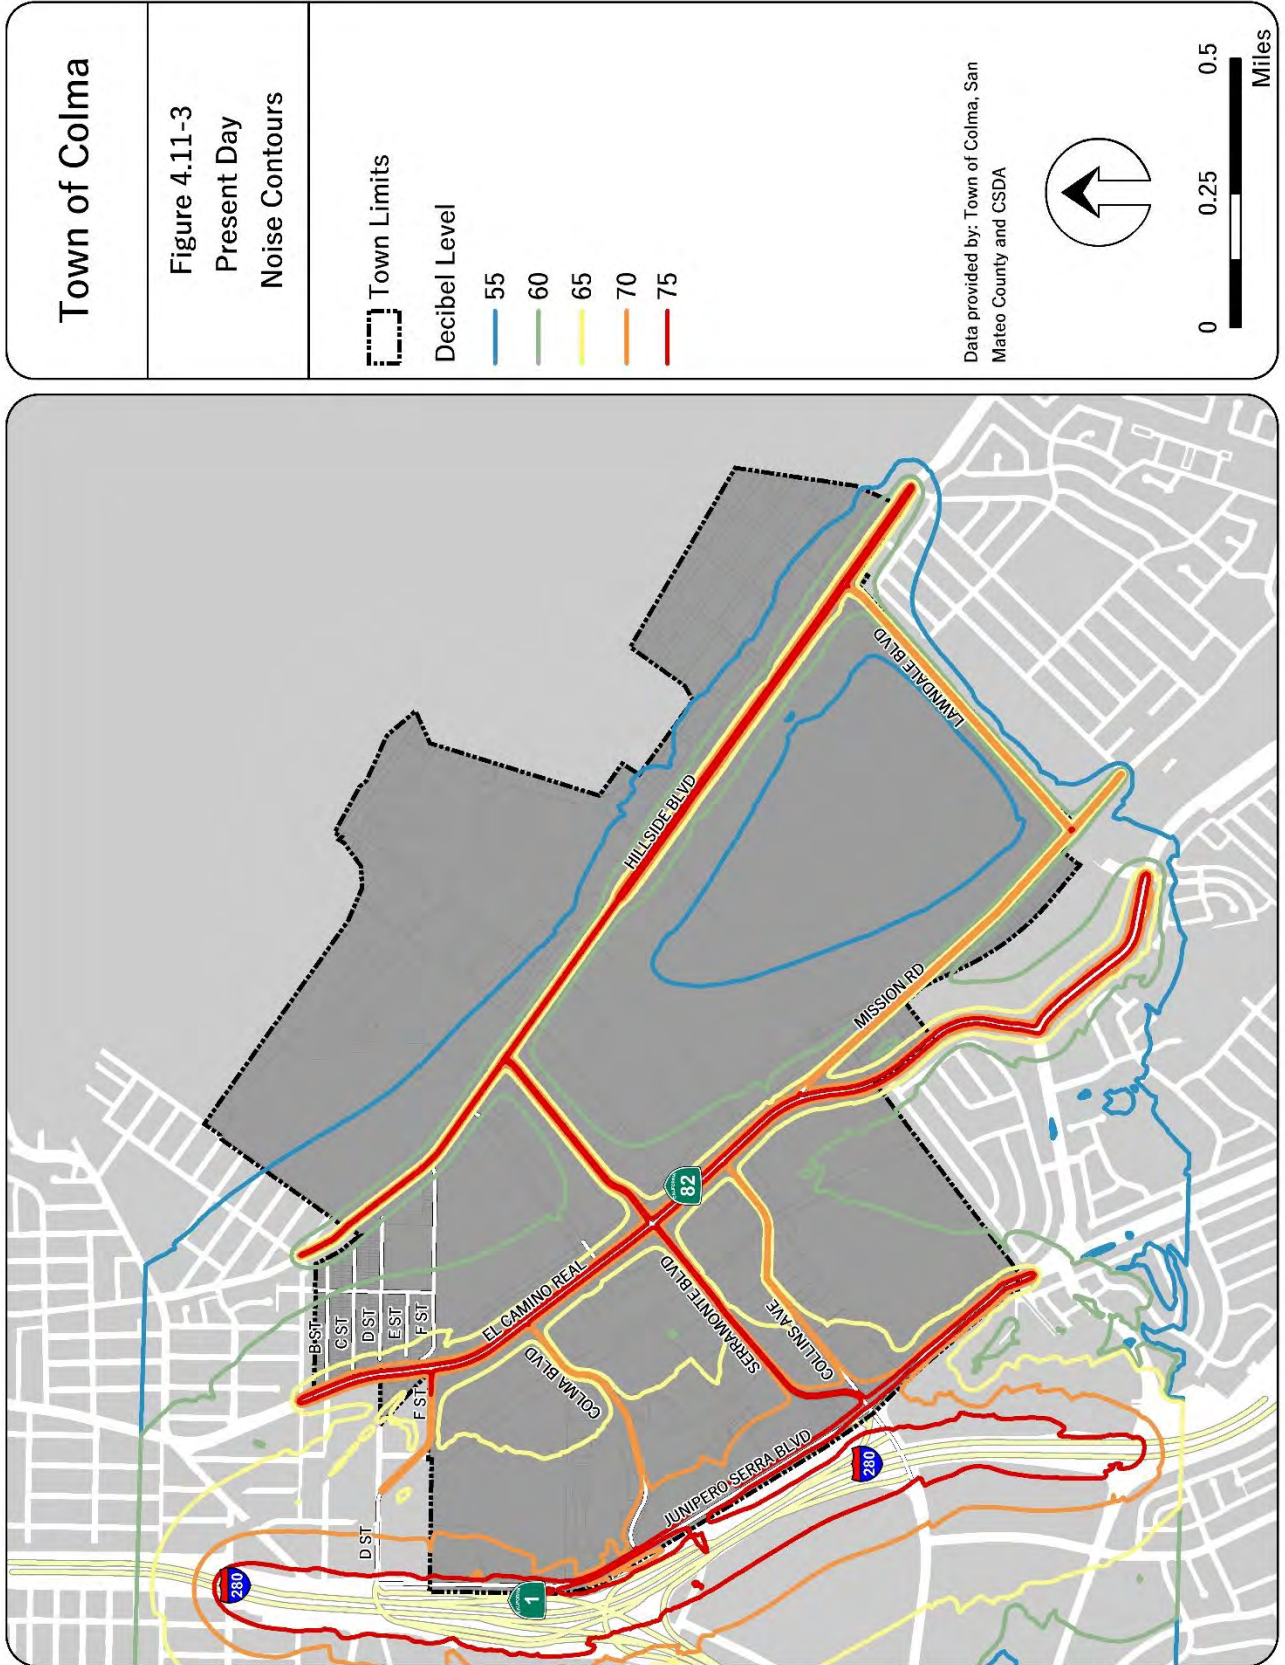 Town of Colma
Figure 4.11-3
Present Day
Noise Contours
Town Limits
Decibel Level
55
60
65
70
75
Data provided by: Town of Colma, San
Mateo County and CSDA
0
0.25
0.5
Miles
B ST
C ST
D ST
E ST
F ST
F ST
D ST
EL CAMINO REAL
HILLSIDE BLVD
LAWNDALE BLVD
MISSION RD
COLMA BLVD
SERRAMONTE BLVD
COLLINS AVE
JUNIPERO SERRA BLVD
82
280
280
1